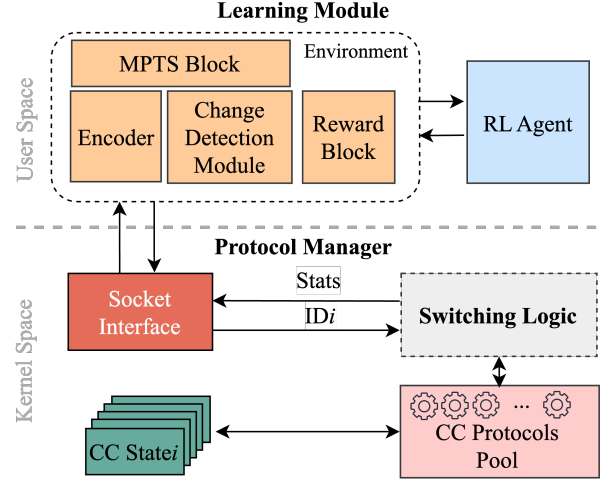 Learning Module
User Space
Environment
MPTS Block
Encoder
Change
Detection
Module
Reward
Block
RL Agent
Kernel Space
Protocol Manager
Socket
Interface
Stats
IDi
Switching Logic
CC Statei
...
CC Protocols
Pool